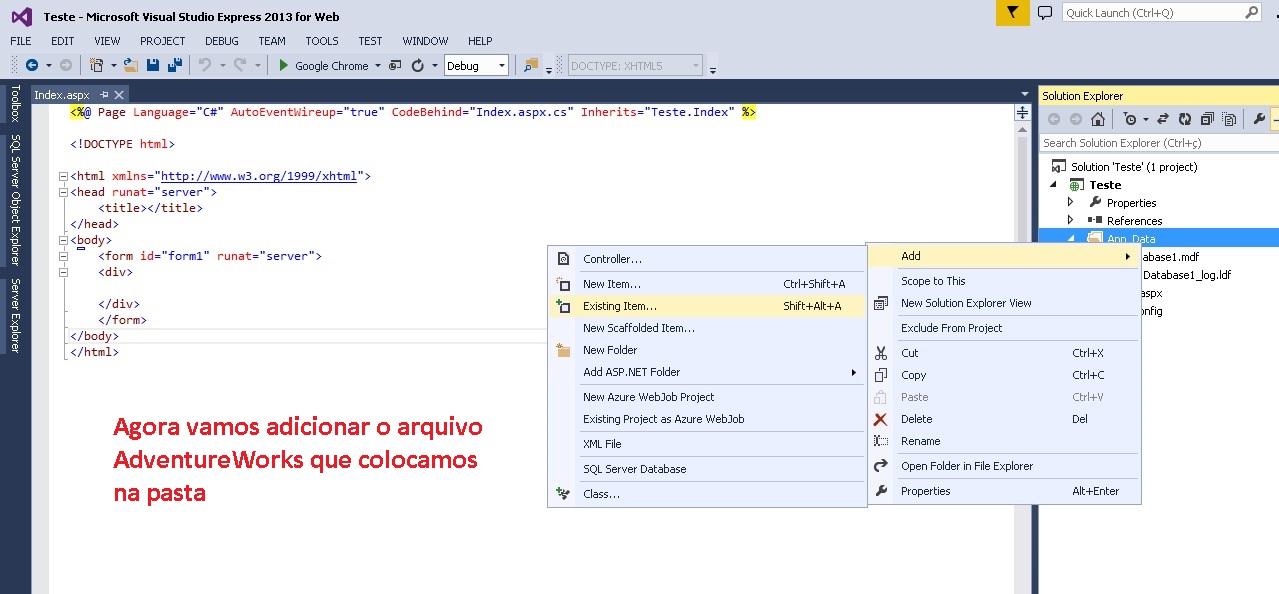 Teste - Microsoft Visual Studio Express 2013 for Web
Quick Launch (Ctrl+Q)
FILE EDIT VIEW PROJECT DEBUG TEAM TOOLS TEST WINDOW HELP
Google Chrome Debug DOCTYPE: XHTML5
Toolbox
SQL Server Object Explorer
Server Explorer
Index.aspx
<%@ Page Language="C#" AutoEventWireup="true" CodeBehind="Index.aspx.cs" Inherits="Teste.Index" %>
<!DOCTYPE html>
<html xmlns="http://www.w3.org/1999/xhtml">
<head runat="server">
<title></title>
</head>
<body>
<form id="form1" runat="server">
<div>
</div>
</form>
</body>
</html>
Agora vamos adicionar o arquivo
AdventureWorks que colocamos
na pasta
Controller...
New Item... Ctrl+Shift+A
Existing Item... Shift+Alt+A
New Scaffolded Item...
New Folder
Add ASP.NET Folder
New Azure WebJob Project
Existing Project as Azure WebJob
XML File
SQL Server Database
Class...
Add
Scope to This
New Solution Explorer View
Exclude From Project
Cut Ctrl+X
Copy Ctrl+C
Paste Ctrl+V
Delete Del
Rename
Open Folder in File Explorer
Properties Alt+Enter
Solution Explorer
Search Solution Explorer (Ctrl+ç)
Solution 'Teste' (1 project)
Teste
Properties
References
App_Data
abase1.mdf
Database1_log.ldf
aspx
nfig